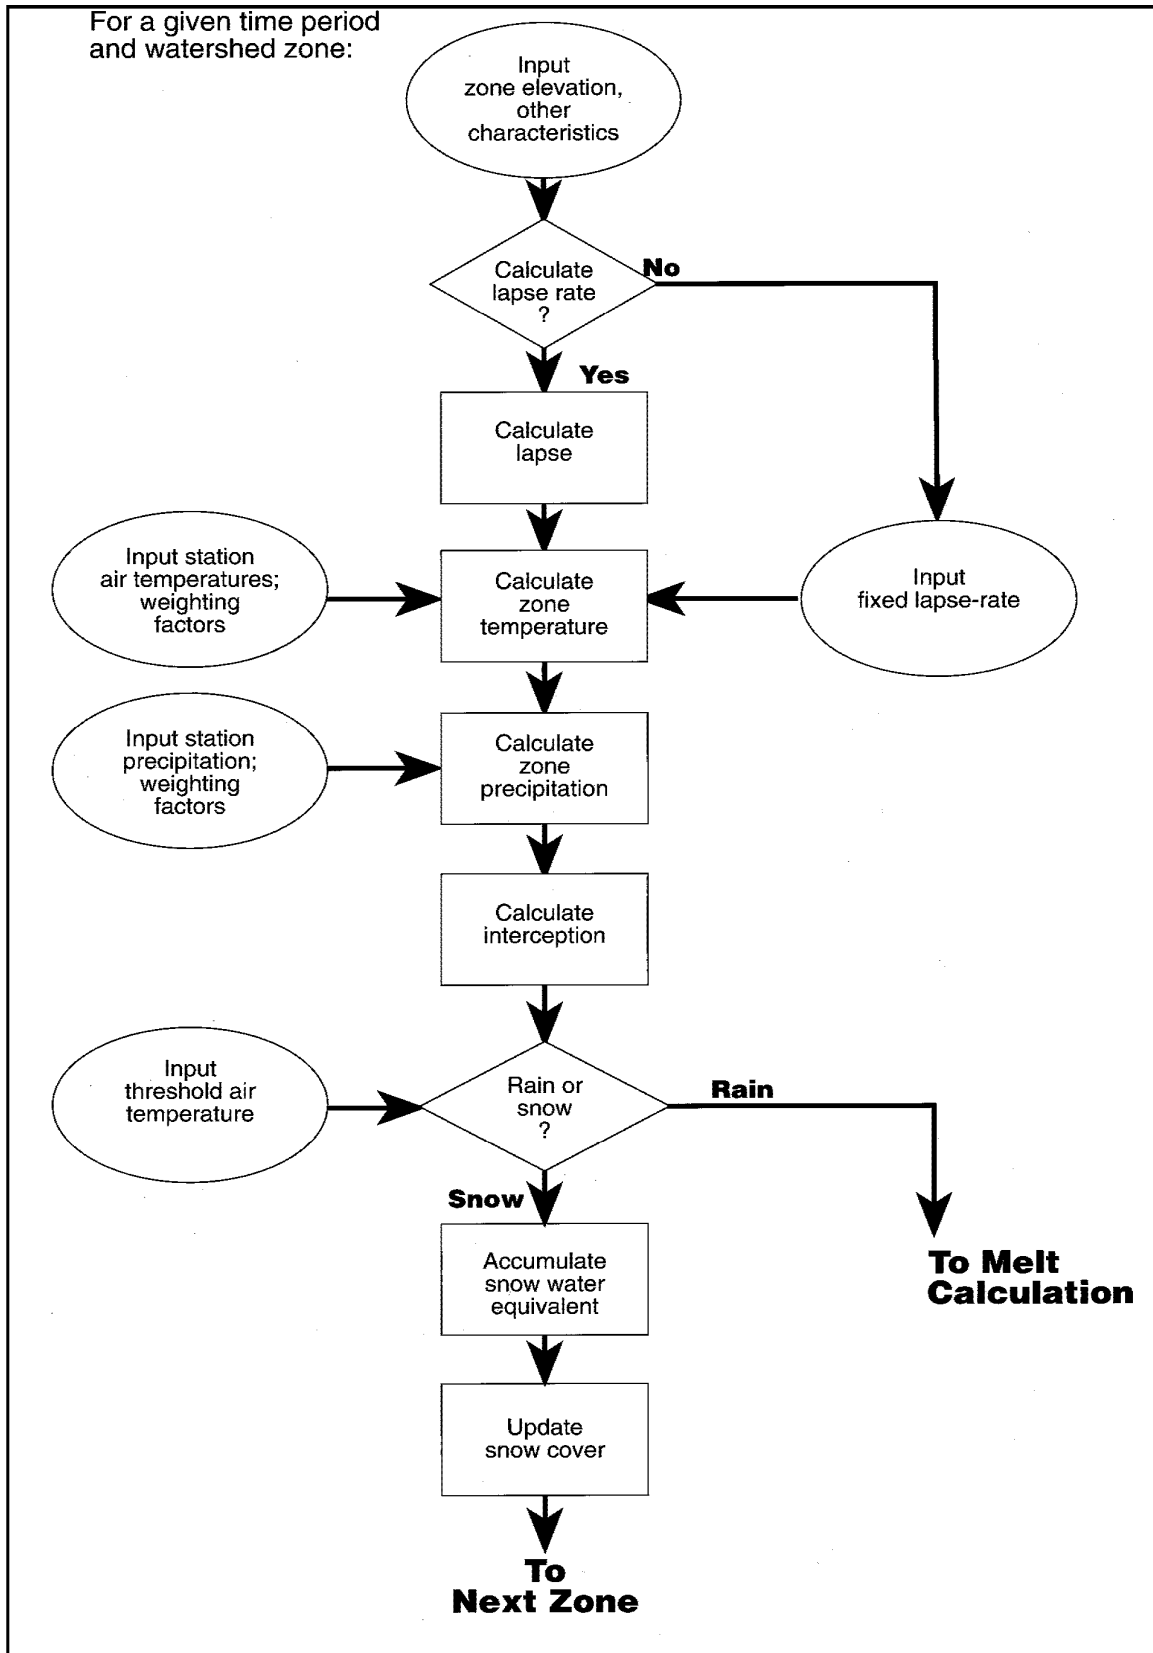 For a given time period
and watershed zone:
Input
zone elevation,
other
characteristics
Calculate
lapse rate
?
No
Yes
Calculate
lapse
Input station
air temperatures;
weighting
factors
Calculate
zone
temperature
Input
fixed lapse-rate
Input station
precipitation;
weighting
factors
Calculate
zone
precipitation
Calculate
interception
Input
threshold air
temperature
Rain or
snow
?
Rain
Snow
Accumulate
snow water
equivalent
To Melt
Calculation
Update
snow cover
To
Next Zone